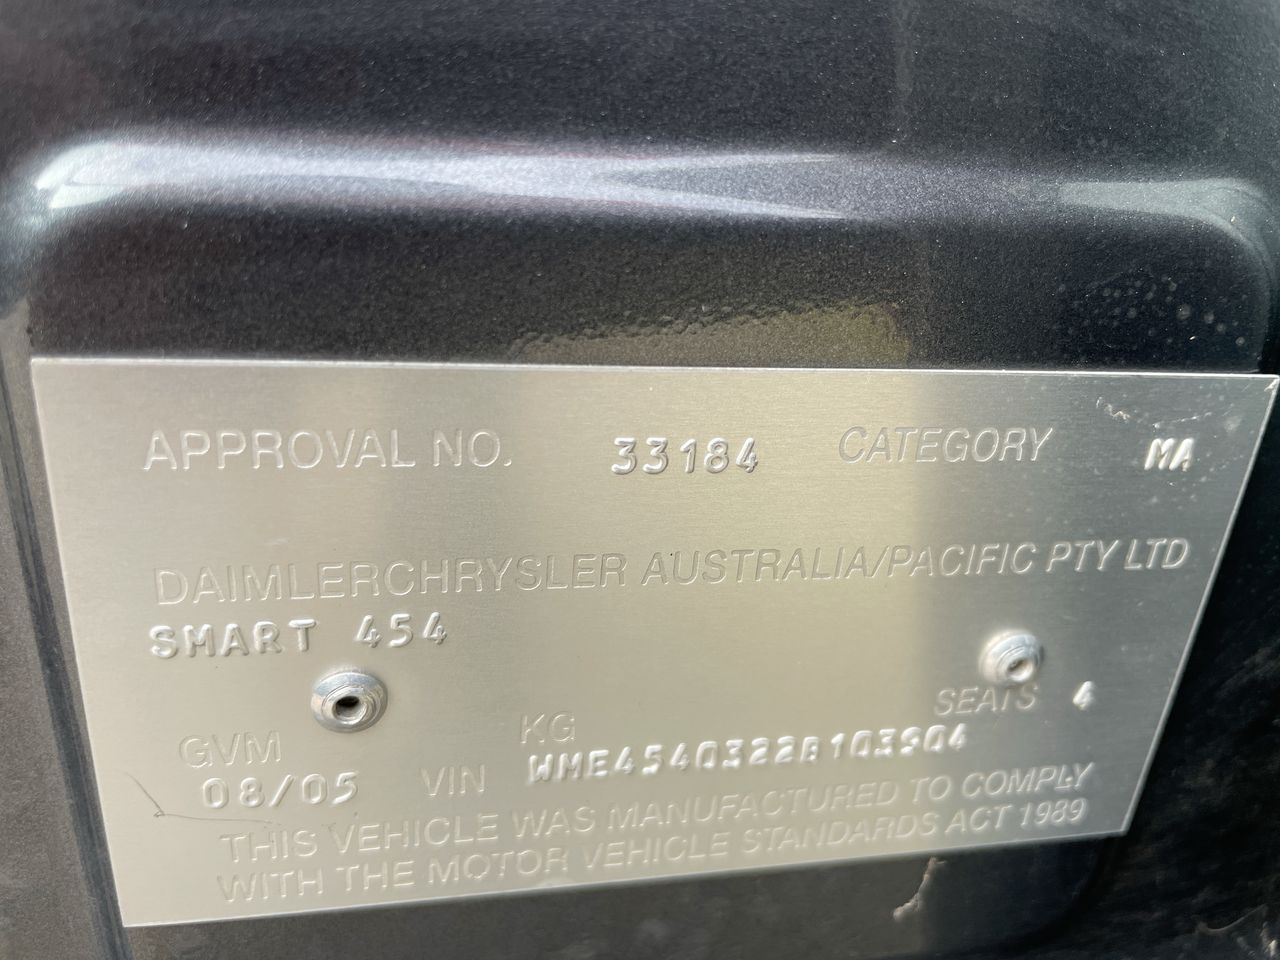 APPROVAL NO. 33184 CATEGORY MA
DAIMLERCHRYSLER AUSTRALIA/PACIFIC PTY LTD
SMART 454
SEATS 4
GVM KG
08/05 VIN WME4540322B103904
THIS VEHICLE WAS MANUFACTURED TO COMPLY
WITH THE MOTOR VEHICLE STANDARDS ACT 1989